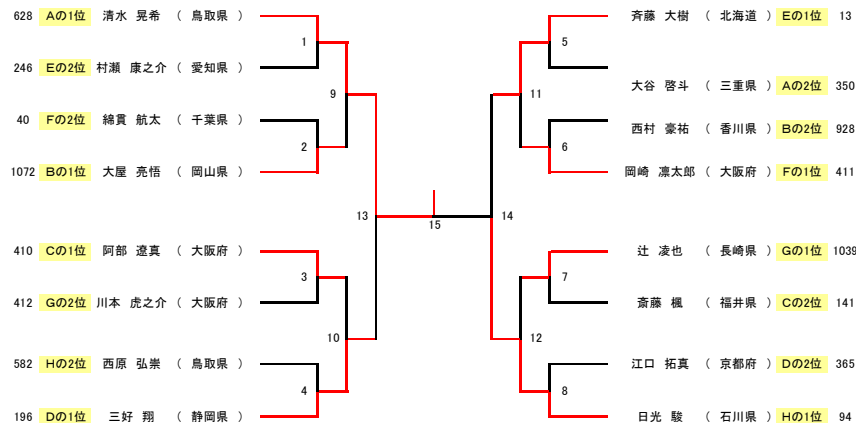 628 Aの1位 清水 晃希 ( 鳥取県 )
1
246 Eの2位 村瀬 康之介 ( 愛知県 )
9
40 Fの2位 綿貫 航太 ( 千葉県 )
2
1072 Bの1位 大屋 亮悟 ( 岡山県 )
13
410 Cの1位 阿部 遼真 ( 大阪府 )
3
412 Gの2位 川本 虎之介 ( 大阪府 )
10
582 Hの2位 西原 弘崇 ( 鳥取県 )
4
196 Dの1位 三好 翔 ( 静岡県 )
15
斉藤 大樹 ( 北海道 ) Eの1位 13
5
大谷 啓斗 ( 三重県 ) Aの2位 350
11
西村 豪祐 ( 香川県 ) Bの2位 928
6
岡崎 凛太郎 ( 大阪府 ) Fの1位 411
14
辻 凌也 ( 長崎県 ) Gの1位 1039
7
斎藤 楓 ( 福井県 ) Cの2位 141
12
江口 拓真 ( 京都府 ) Dの2位 365
8
日光 駿 ( 石川県 ) Hの1位 94